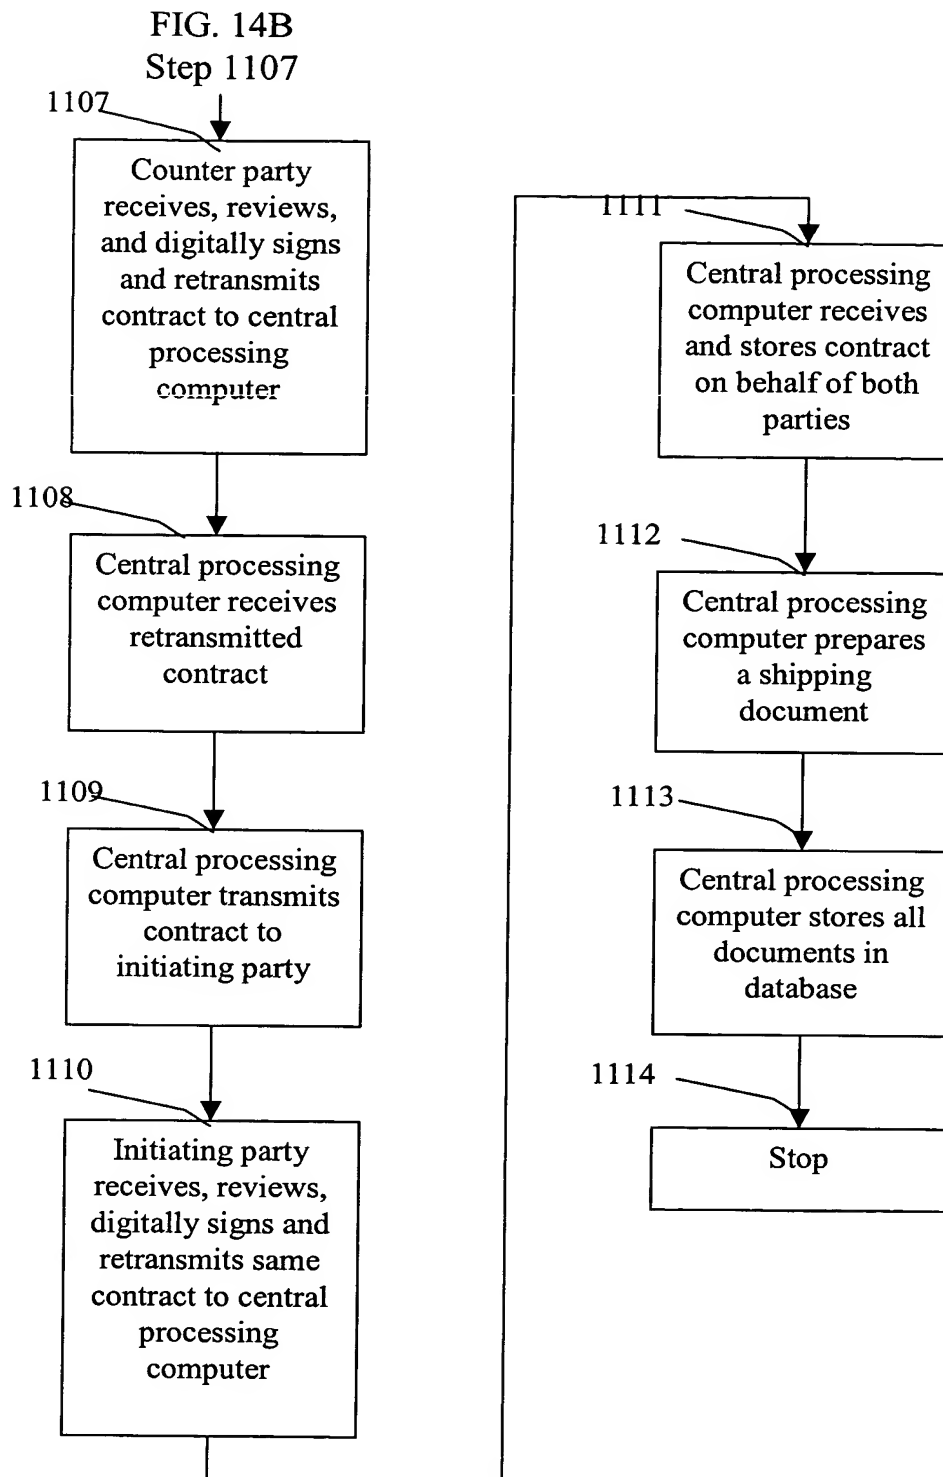 FIG. 14B
Step 1107
1107
Counter party
receives, reviews,
and digitally signs
and retransmits
contract to central
processing
computer
1108
Central processing
computer receives
retransmitted
contract
1109
Central processing
computer transmits
contract to
initiating party
1110
Initiating party
receives, reviews,
digitally signs and
retransmits same
contract to central
processing
computer
1111
Central processing
computer receives
and stores contract
on behalf of both
parties
1112
Central processing
computer prepares
a shipping
document
1113
Central processing
computer stores all
documents in
database
1114
Stop